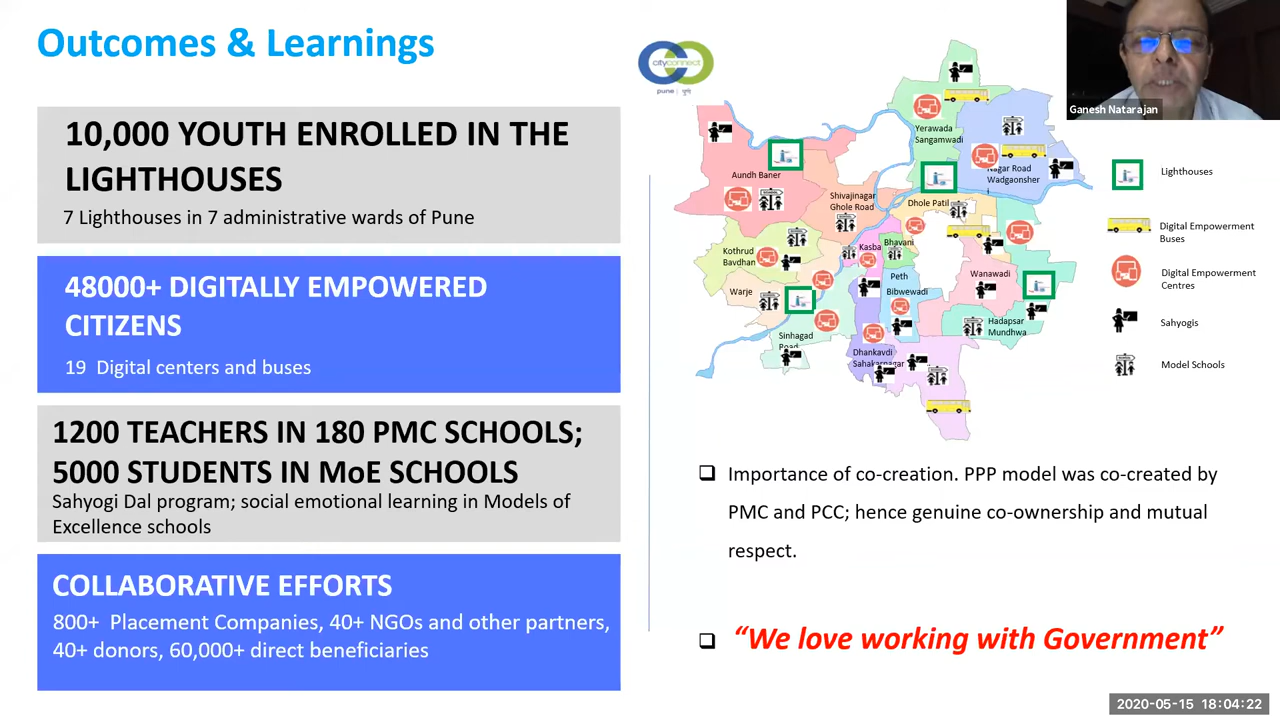 Outcomes & Learnings
10,000 YOUTH ENROLLED IN THE
LIGHTHOUSES
7 Lighthouses in 7 administrative wards of Pune
48000+ DIGITALLY EMPOWERED
CITIZENS
19 Digital centers and buses
1200 TEACHERS IN 180 PMC SCHOOLS;
5000 STUDENTS IN MoE SCHOOLS
Sahyogi Dal program; social emotional learning in Models of
Excellence schools
COLLABORATIVE EFFORTS
800+ Placement Companies, 40+ NGOs and other partners,
40+ donors, 60,000+ direct beneficiaries
cityconnect
pune | पुणे
Yerawada
Sangamwadi
Nagar Road
Wadgaonsher
i
Aundh Baner
Shivajinagar
Ghole Road
Dhole Patil
Kothrud
Bavdhan
Kasba
Bhavani
Peth
Warje
Bibwewadi
Wanawadi
Sinhagad
Road
Hadapsar
Mundhwa
Dhankavdi
Sahakarnagar
Lighthouses
Digital Empowerment
Buses
Digital Empowerment
Centres
Sahyogis
Model Schools
Importance of co-creation. PPP model was co-created by
PMC and PCC; hence genuine co-ownership and mutual
respect.
“We love working with Government”
Ganesh Natarajan
2020-05-15 18:04:22